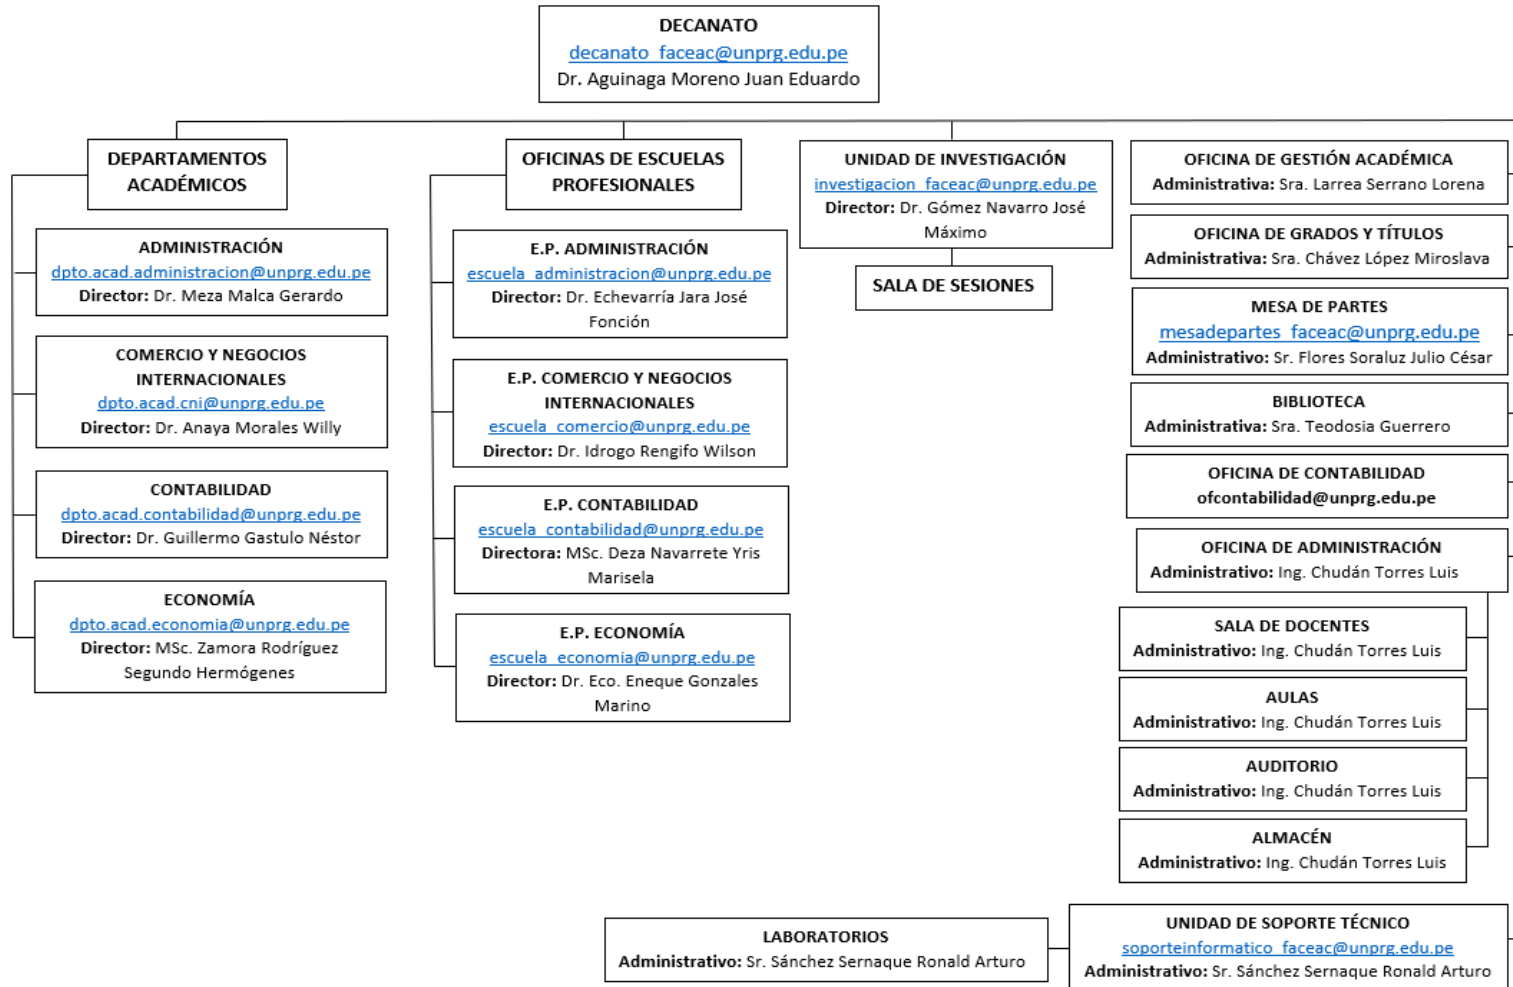 DECANATO
decanato_faceac@unprg.edu.pe
Dr. Aguinaga Moreno Juan Eduardo
DEPARTAMENTOS
ACADÉMICOS
ADMINISTRACIÓN
dpto.acad.administracion@unprg.edu.pe
Director: Dr. Meza Malca Gerardo
COMERCIO Y NEGOCIOS
INTERNACIONALES
dpto.acad.cni@unprg.edu.pe
Director: Dr. Anaya Morales Willy
CONTABILIDAD
dpto.acad.contabilidad@unprg.edu.pe
Director: Dr. Guillermo Gastulo Néstor
ECONOMÍA
dpto.acad.economia@unprg.edu.pe
Director: MSc. Zamora Rodríguez
Segundo Hermógenes
OFICINAS DE ESCUELAS
PROFESIONALES
E.P. ADMINISTRACIÓN
escuela_administracion@unprg.edu.pe
Director: Dr. Echevarría Jara José
Fonción
E.P. COMERCIO Y NEGOCIOS
INTERNACIONALES
escuela_comercio@unprg.edu.pe
Director: Dr. Idrogo Rengifo Wilson
E.P. CONTABILIDAD
escuela_contabilidad@unprg.edu.pe
Directora: MSc. Deza Navarrete Yris
Marisela
E.P. ECONOMÍA
escuela_economia@unprg.edu.pe
Director: Dr. Eco. Eneque Gonzales
Marino
UNIDAD DE INVESTIGACIÓN
investigacion_faceac@unprg.edu.pe
Director: Dr. Gómez Navarro José
Máximo
SALA DE SESIONES
OFICINA DE GESTIÓN ACADÉMICA
Administrativa: Sra. Larrea Serrano Lorena
OFICINA DE GRADOS Y TÍTULOS
Administrativa: Sra. Chávez López Miroslava
MESA DE PARTES
mesadepartes_faceac@unprg.edu.pe
Administrativo: Sr. Flores Soraluz Julio César
BIBLIOTECA
Administrativa: Sra. Teodosia Guerrero
OFICINA DE CONTABILIDAD
ofcontabilidad@unprg.edu.pe
OFICINA DE ADMINISTRACIÓN
Administrativo: Ing. Chudán Torres Luis
SALA DE DOCENTES
Administrativo: Ing. Chudán Torres Luis
AULAS
Administrativo: Ing. Chudán Torres Luis
AUDITORIO
Administrativo: Ing. Chudán Torres Luis
ALMACÉN
Administrativo: Ing. Chudán Torres Luis
UNIDAD DE SOPORTE TÉCNICO
soporteinformatico_faceac@unprg.edu.pe
Administrativo: Sr. Sánchez Sernaque Ronald Arturo
LABORATORIOS
Administrativo: Sr. Sánchez Sernaque Ronald Arturo